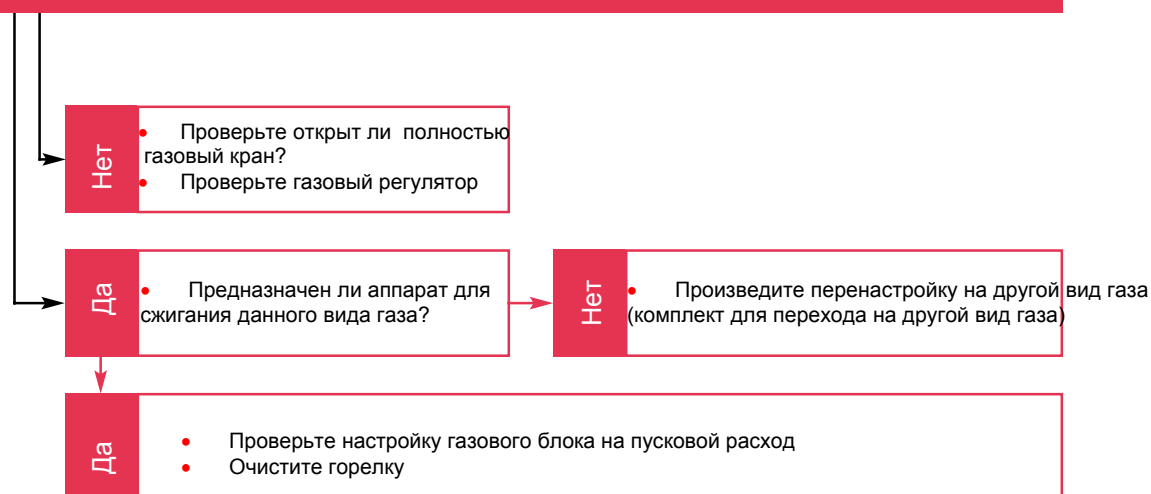 Нет
• Проверьте открыт ли полностью
газовый кран?
• Проверьте газовый регулятор
Да
• Предназначен ли аппарат для
сжигания данного вида газа?
Нет
• Произведите перенастройку на другой вид газа
(комплект для перехода на другой вид газа)
Да
• Проверьте настройку газового блока на пусковой расход
• Очистите горелку